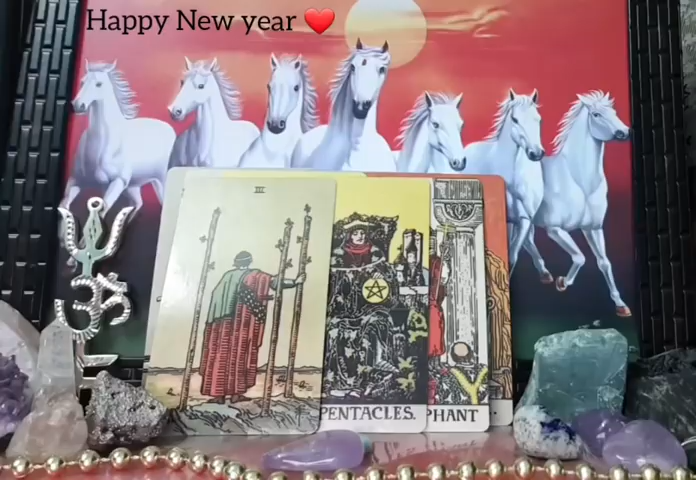 Happy New year ❤️
III
PENTACLES.
PHANT
ॐ